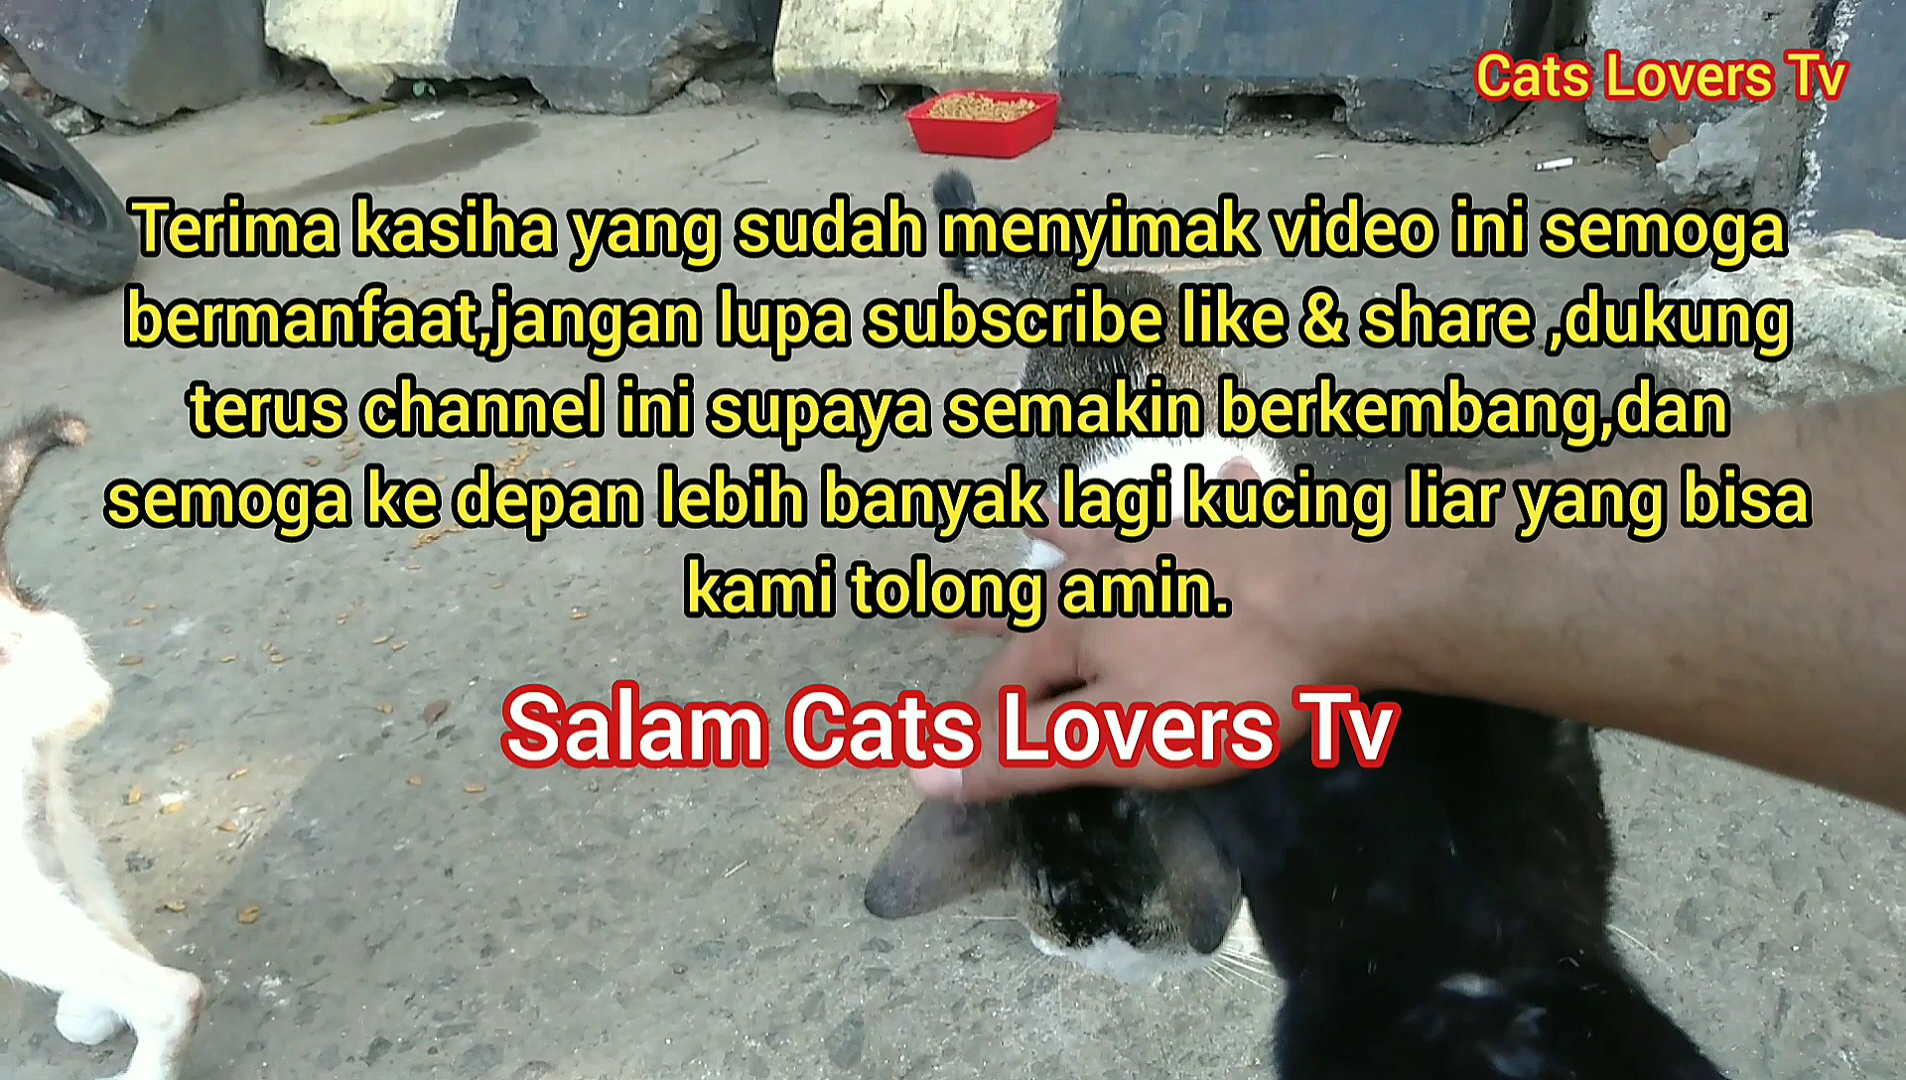 Cats Lovers Tv
Terima kasiha yang sudah menyimak video ini semoga
bermanfaat,jangan lupa subscribe like & share ,dukung
terus channel ini supaya semakin berkembang,dan
semoga ke depan lebih banyak lagi kucing liar yang bisa
kami tolong amin.
Salam Cats Lovers Tv